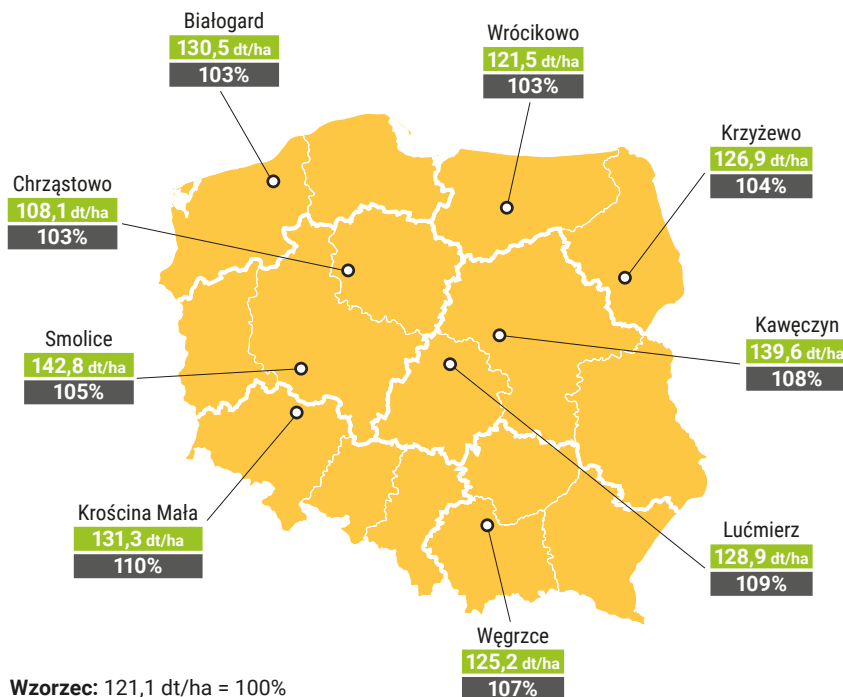 Białogard
130,5 dt/ha
103%
Wrócikowo
121,5 dt/ha
103%
Krzyżewo
126,9 dt/ha
104%
Chrząstowo
108,1 dt/ha
103%
Kawęczyn
139,6 dt/ha
108%
Smolice
142,8 dt/ha
105%
Krościna Mała
131,3 dt/ha
110%
Lućmierz
128,9 dt/ha
109%
Węgrzce
125,2 dt/ha
107%
Wzorzec: 121,1 dt/ha = 100%